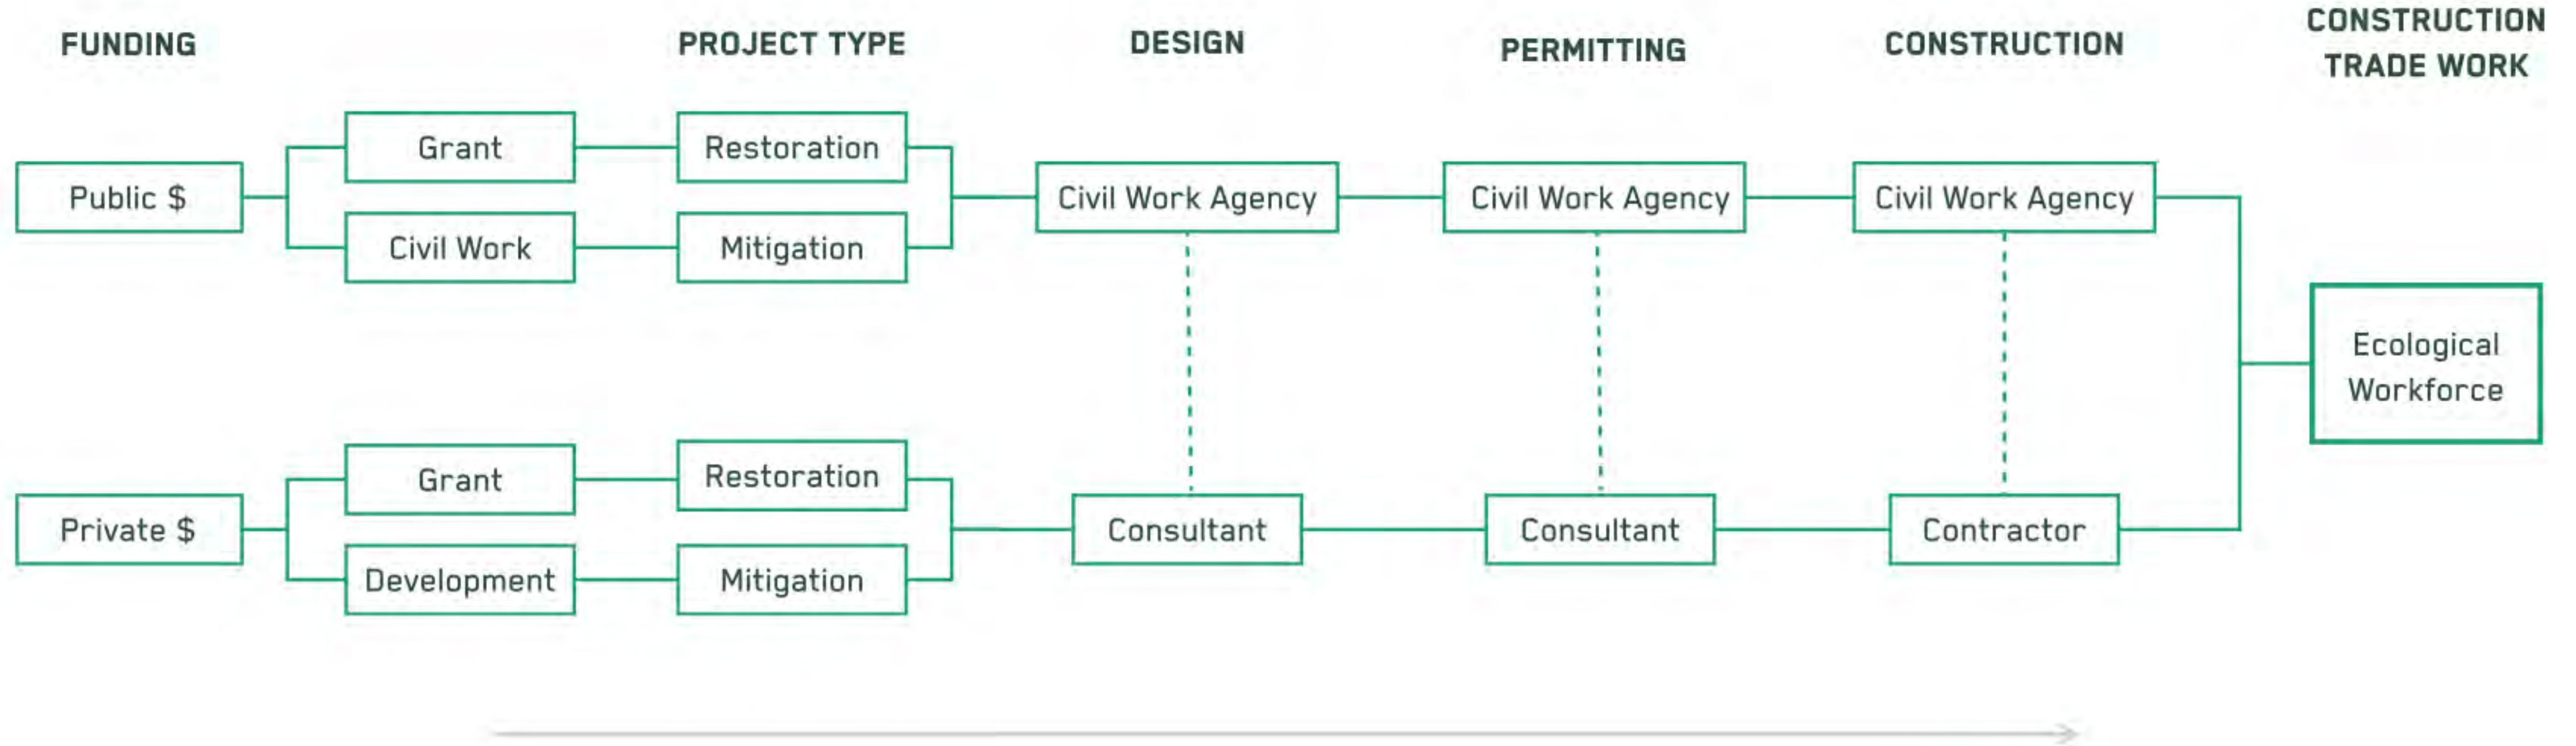 FUNDING
PROJECT TYPE
DESIGN
PERMITTING
CONSTRUCTION
CONSTRUCTION
TRADE WORK
Public $
Grant
Restoration
Civil Work
Mitigation
Civil Work Agency
Civil Work Agency
Civil Work Agency
Ecological
Workforce
Private $
Grant
Restoration
Development
Mitigation
Consultant
Consultant
Contractor